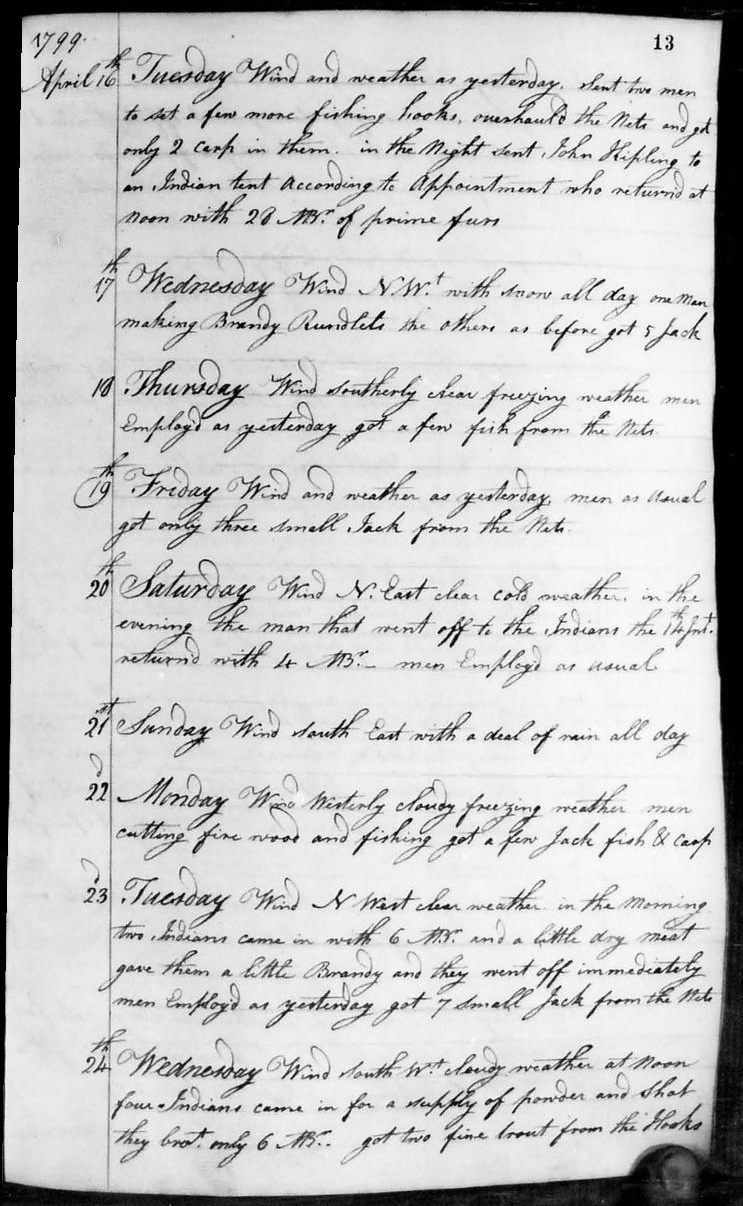 1799.
13
April 16th Tuesday Wind and weather as yesterday. sent two men
to set a few more fishing hooks, overhauld the Nets and got
only 2 Carp in them. in the Night sent John Kipling to
an Indian tent According to Appointment who returnd at
Noon with 28 MBr. of prime furs
17th Wednesday Wind N.Wt. with snow all day one Man
making Brandy Rundlets the others as before got 5 Jack
18 Thursday Wind Southerly clear freezing weather men
Employd as yesterday got a few fish from the Nets
19th Friday Wind and weather as yesterday, men as Usual
got only three small Jack from the Nets.
20th Saturday Wind N. East clear cold weather. in the
evening the man that went off to the Indians the 14th Int.
returnd with 4 MBr. – men Employd as usual
21st Sunday Wind South East with a deal of rain all day
22d Monday Wind Westerly cloudy freezing weather men
cutting fire wood and fishing got a few Jack fish & Carp
23d Tuesday Wind N West clear weather. in the Morning
two Indians came in with 6 MBr. and a little dry meat
gave them a little Brandy and they went off immediately
men Employd as yesterday got 7 small Jack from the Nets
24th Wednesday Wind South Wt. cloudy weather at Noon
four Indians came in for a supply of powder and shot
they brot. only 6 MBr. got two fine trout from the Hooks